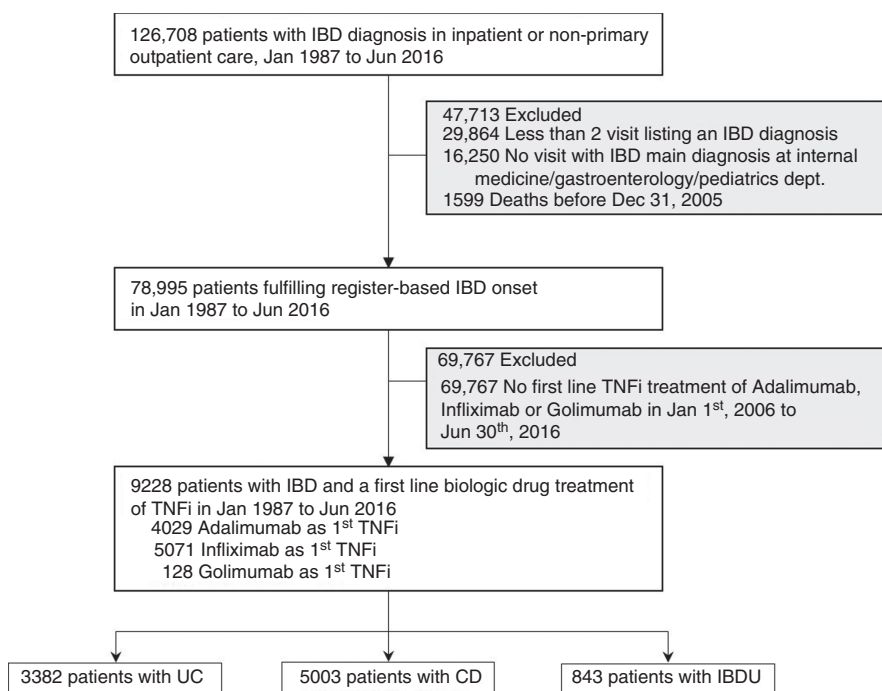 126,708 patients with IBD diagnosis in inpatient or non-primary
outpatient care, Jan 1987 to Jun 2016
47,713 Excluded
29,864 Less than 2 visit listing an IBD diagnosis
16,250 No visit with IBD main diagnosis at internal
medicine/gastroenterology/pediatrics dept.
1599 Deaths before Dec 31, 2005
78,995 patients fulfilling register-based IBD onset
in Jan 1987 to Jun 2016
69,767 Excluded
69,767 No first line TNFi treatment of Adalimumab,
Infliximab or Golimumab in Jan 1st, 2006 to
Jun 30th, 2016
9228 patients with IBD and a first line biologic drug treatment
of TNFi in Jan 1987 to Jun 2016
4029 Adalimumab as 1st TNFi
5071 Infliximab as 1st TNFi
128 Golimumab as 1st TNFi
3382 patients with UC
5003 patients with CD
843 patients with IBDU